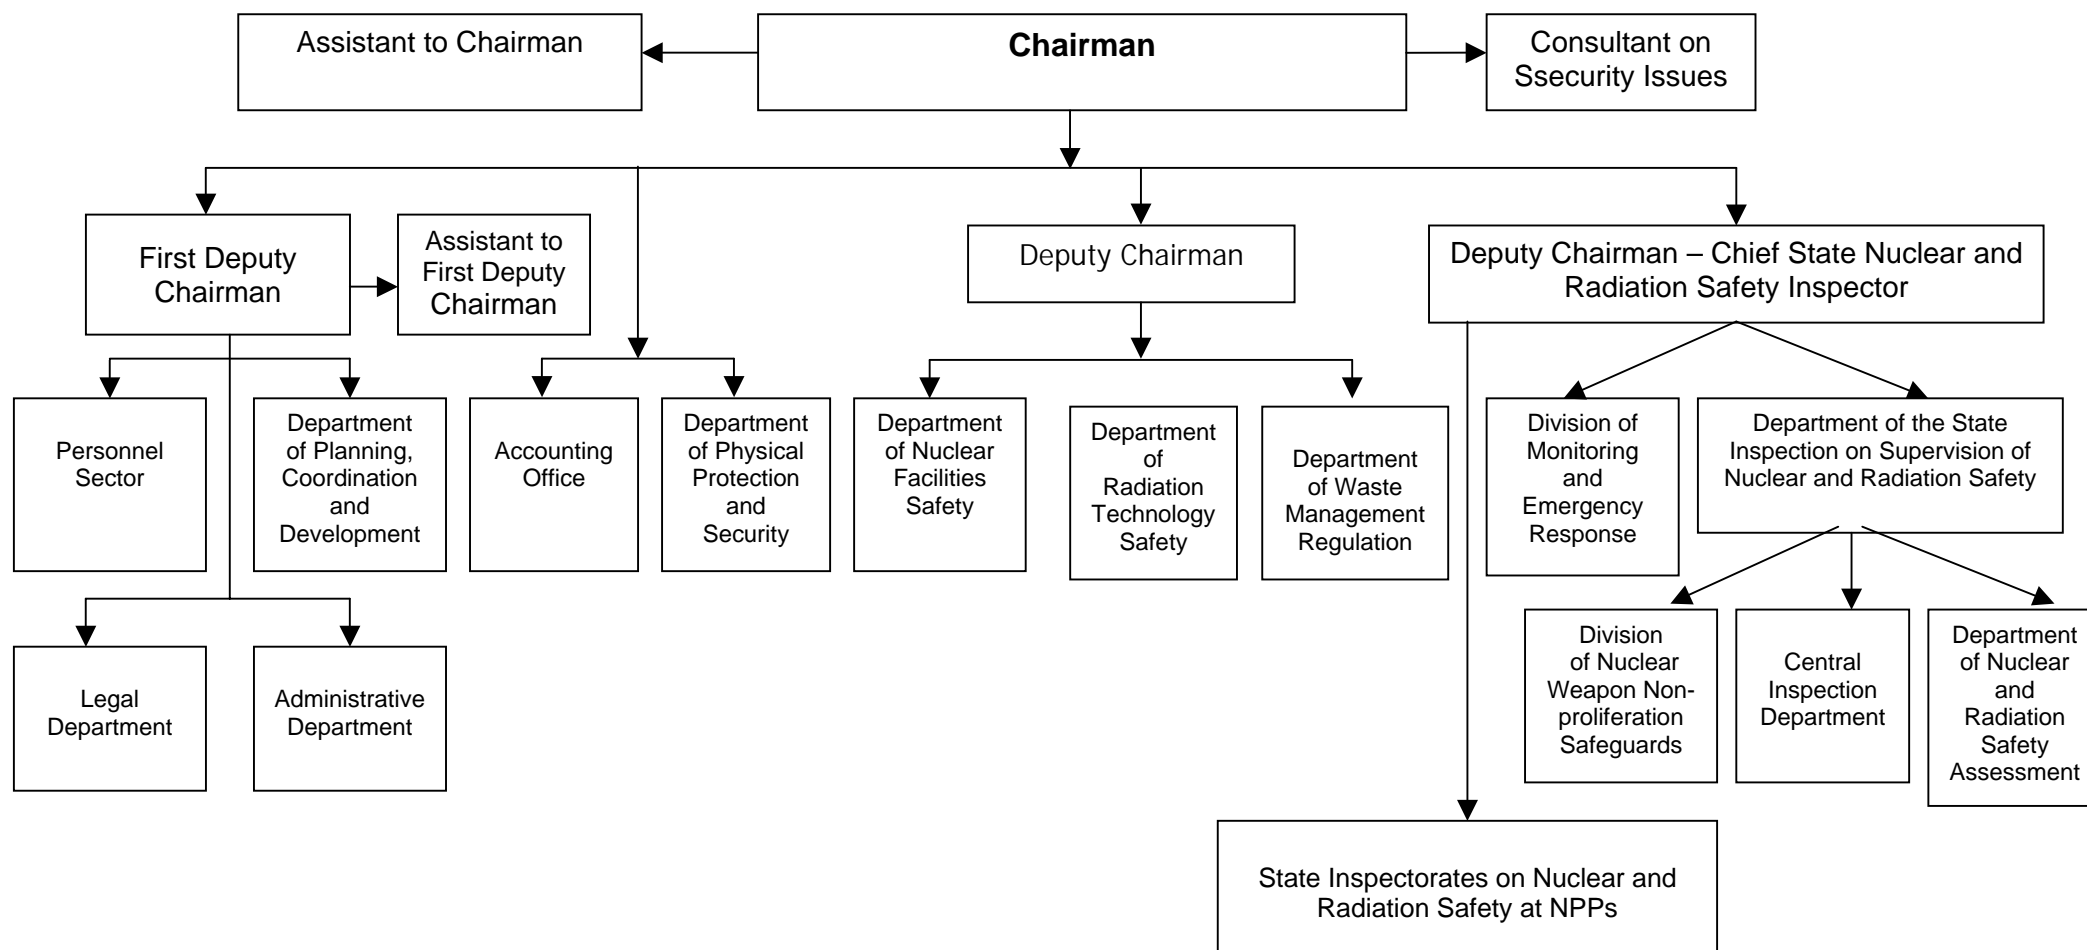 Assistant to Chairman
Chairman
Consultant on
Ssecurity Issues
First Deputy
Chairman
Assistant to
First Deputy
Chairman
Deputy Chairman
Deputy Chairman – Chief State Nuclear and
Radiation Safety Inspector
Personnel
Sector
Department
of Planning,
Coordination
and
Development
Accounting
Office
Department
of Physical
Protection
and
Security
Department
of Nuclear
Facilities
Safety
Department
of
Radiation
Technology
Safety
Department
of Waste
Management
Regulation
Division of
Monitoring
and
Emergency
Response
Department of the State
Inspection on Supervision of
Nuclear and Radiation Safety
Legal
Department
Administrative
Department
Division
of Nuclear
Weapon Non-
proliferation
Safeguards
Central
Inspection
Department
Department
of Nuclear
and
Radiation
Safety
Assessment
State Inspectorates on Nuclear and
Radiation Safety at NPPs